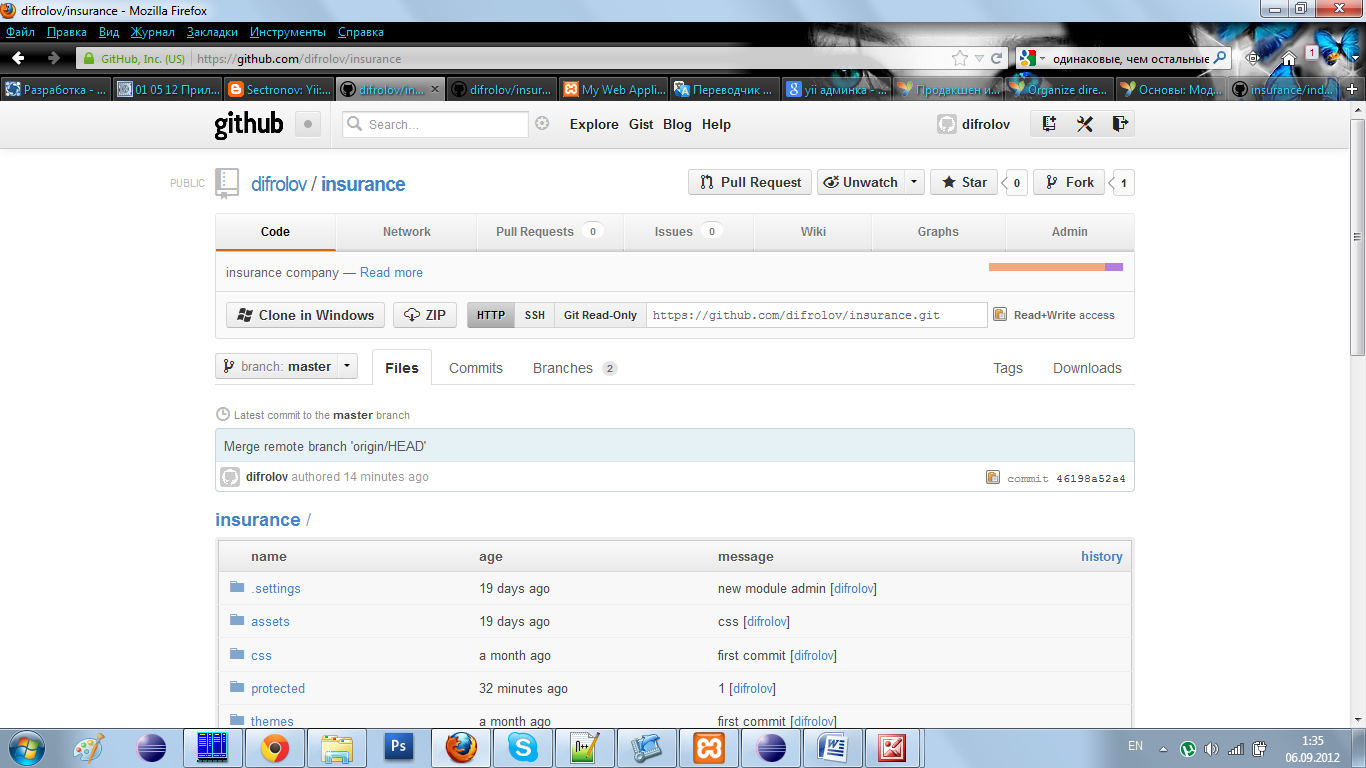 difrolov/insurance - Mozilla Firefox
Файл Правка Вид Журнал Закладки Инструменты Справка
GitHub, Inc. (US) https://github.com/difrolov/insurance одинаковые, чем остальные 1
Разработка - ... 01 05 12 Прил... Sectronov: Yii:... difrolov/in... difrolov/insur... My Web Appli... Переводчик ... yii админка - ... Продакшен и... Organize dire... Основы: Мод... insurance/ind...
github Search... Explore Gist Blog Help difrolov
PUBLIC difrolov / insurance Pull Request Unwatch Star 0 Fork 1
Code Network Pull Requests 0 Issues 0 Wiki Graphs Admin
insurance company — Read more
Clone in Windows ZIP HTTP SSH Git Read-Only https://github.com/difrolov/insurance.git Read+Write access
branch: master Files Commits Branches 2 Tags Downloads
Latest commit to the master branch
Merge remote branch 'origin/HEAD'
difrolov authored 14 minutes ago commit 46198a52a4
insurance /
name age message history
.settings 19 days ago new module admin [difrolov]
assets 19 days ago css [difrolov]
css a month ago first commit [difrolov]
protected 32 minutes ago 1 [difrolov]
themes a month ago first commit [difrolov]
Ps EN 1:35
06.09.2012